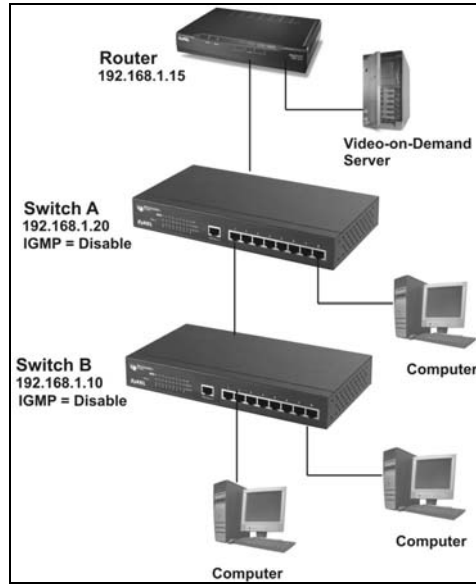 Router
192.168.1.15
Video-on-Demand
Server
Switch A
192.168.1.20
IGMP = Disable
Computer
Switch B
192.168.1.10
IGMP = Disable
Computer
Computer